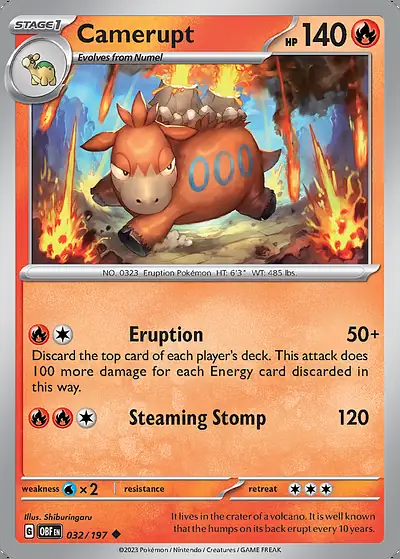 STAGE 1
Camerupt
HP 140
Evolves from Numel
NO. 0323 Eruption Pokémon HT: 6'3" WT: 485 lbs.
Eruption 50+
Discard the top card of each player's deck. This attack does
100 more damage for each Energy card discarded in
this way.
Steaming Stomp 120
weakness ×2 resistance retreat
Illus. Shiburingaru
It lives in the crater of a volcano. It is well known
that the humps on its back erupt every 10 years.
G OBF EN 032/197
©2023 Pokémon / Nintendo / Creatures / GAME FREAK